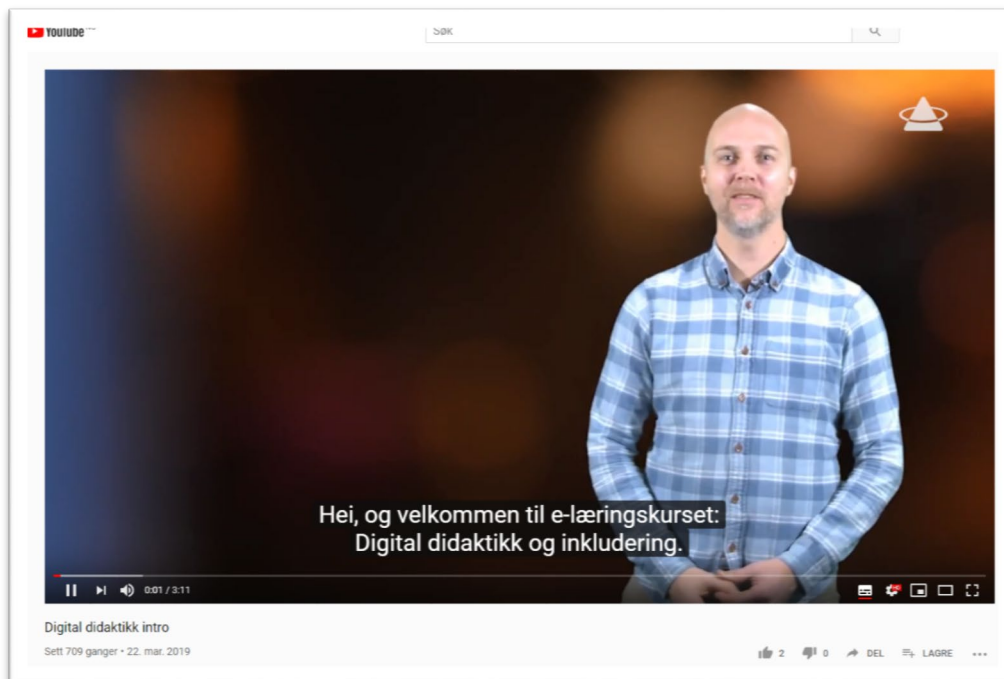 YouTube
Søk
Hei, og velkommen til e-læringskurset:
Digital didaktikk og inkludering.
0:01 / 3:11
Digital didaktikk intro
Sett 709 ganger • 22. mar. 2019
2 0 DEL LAGRE